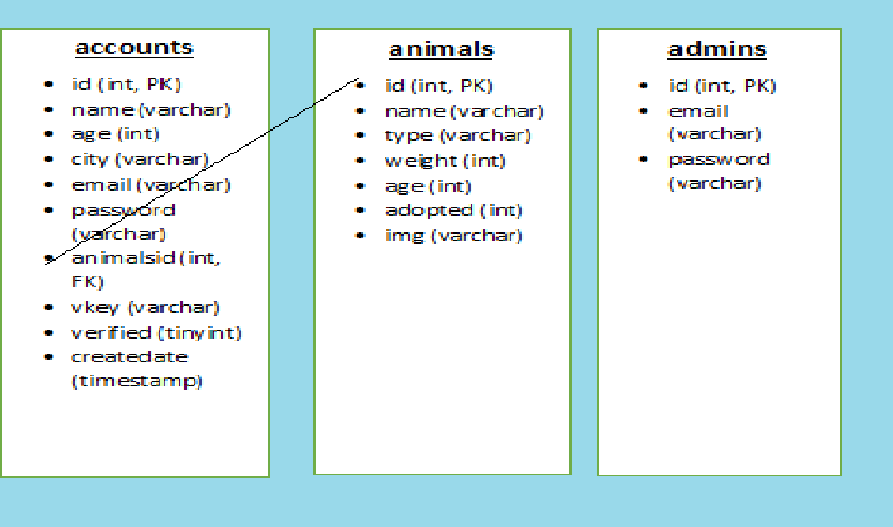 accounts
• id (int, PK)
• name (varchar)
• age (int)
• city (varchar)
• email (varchar)
• password
(varchar)
• animalsid (int,
FK)
• vkey (varchar)
• verified (tinyint)
• createdate
(timestamp)
animals
• id (int, PK)
• name (varchar)
• type (varchar)
• weight (int)
• age (int)
• adopted (int)
• img (varchar)
admins
• id (int, PK)
• email
(varchar)
• password
(varchar)